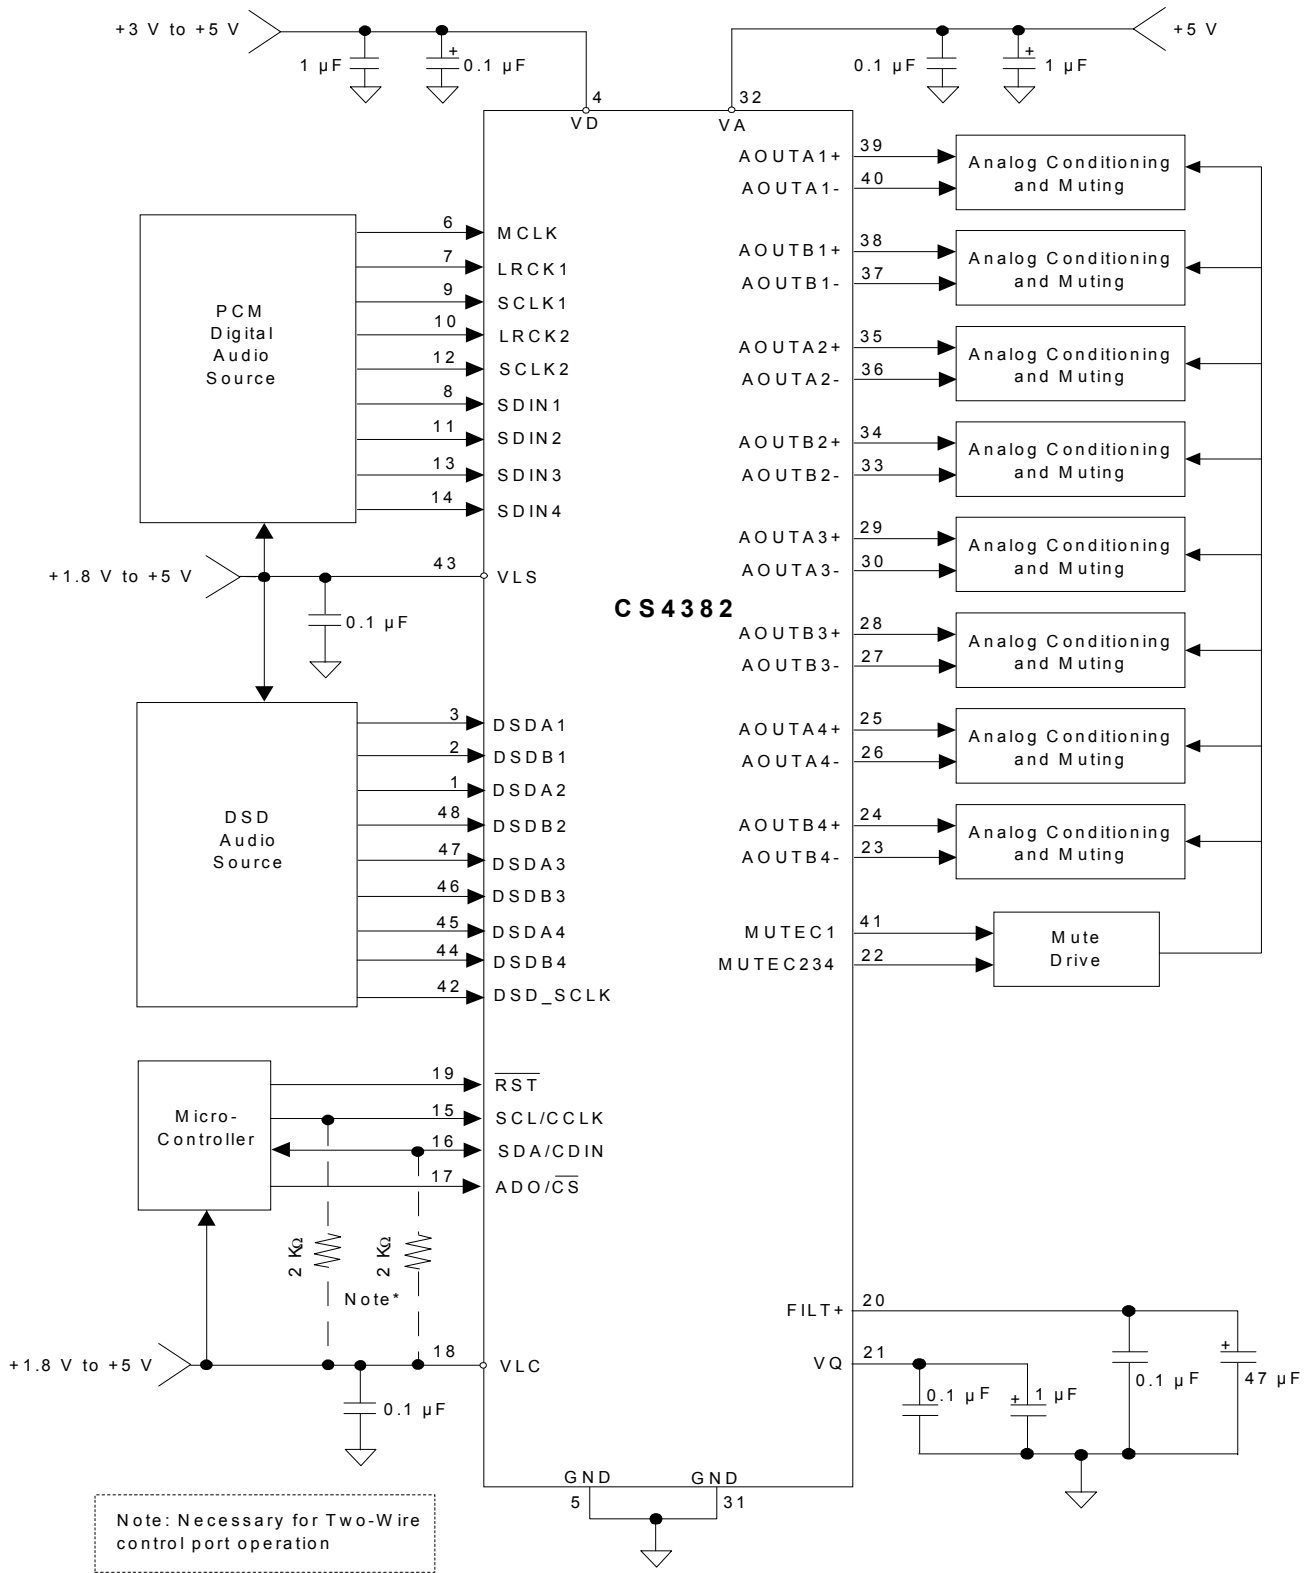 +3 V to +5 V
1 µF
+
0.1 µF
0.1 µF
+
1 µF
+5 V
4
VD
32
VA
PCM
Digital
Audio
Source
6
MCLK
7
LRCK1
9
SCLK1
10
LRCK2
12
SCLK2
8
SDIN1
11
SDIN2
13
SDIN3
14
SDIN4
+1.8 V to +5 V
43
VLS
0.1 µF
CS4382
DSD
Audio
Source
3
DSDA1
2
DSDB1
1
DSDA2
48
DSDB2
47
DSDA3
46
DSDB3
45
DSDA4
44
DSDB4
42
DSD_SCLK
Micro-
Controller
19
RST
15
SCL/CCLK
16
SDA/CDIN
17
ADO/CS
2 KΩ
2 KΩ
Note*
+1.8 V to +5 V
18
VLC
0.1 µF
AOUTA1+
39
AOUTA1-
40
Analog Conditioning
and Muting
AOUTB1+
38
AOUTB1-
37
Analog Conditioning
and Muting
AOUTA2+
35
AOUTA2-
36
Analog Conditioning
and Muting
AOUTB2+
34
AOUTB2-
33
Analog Conditioning
and Muting
AOUTA3+
29
AOUTA3-
30
Analog Conditioning
and Muting
AOUTB3+
28
AOUTB3-
27
Analog Conditioning
and Muting
AOUTA4+
25
AOUTA4-
26
Analog Conditioning
and Muting
AOUTB4+
24
AOUTB4-
23
Analog Conditioning
and Muting
MUTEC1
41
MUTEC234
22
Mute
Drive
FILT+
20
VQ
21
0.1 µF
+
1 µF
0.1 µF
+
47 µF
GND
5
GND
31
Note: Necessary for Two-Wire
control port operation